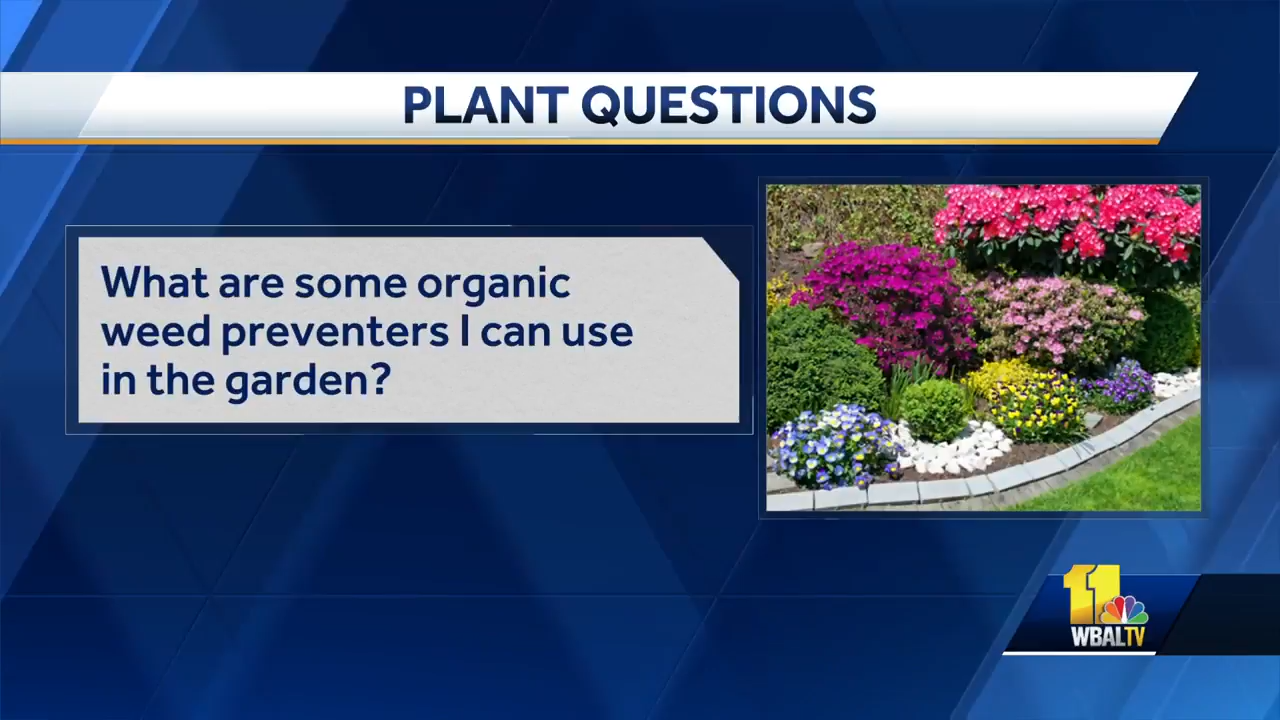 PLANT QUESTIONS
What are some organic
weed preventers I can use
in the garden?
11
WBALTV